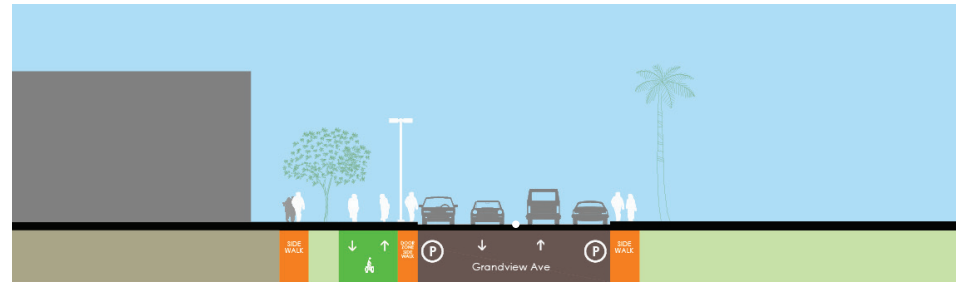 SIDE
WALK
DOOR
ZONE
SIDE
WALK
P
Grandview Ave
P
SIDE
WALK